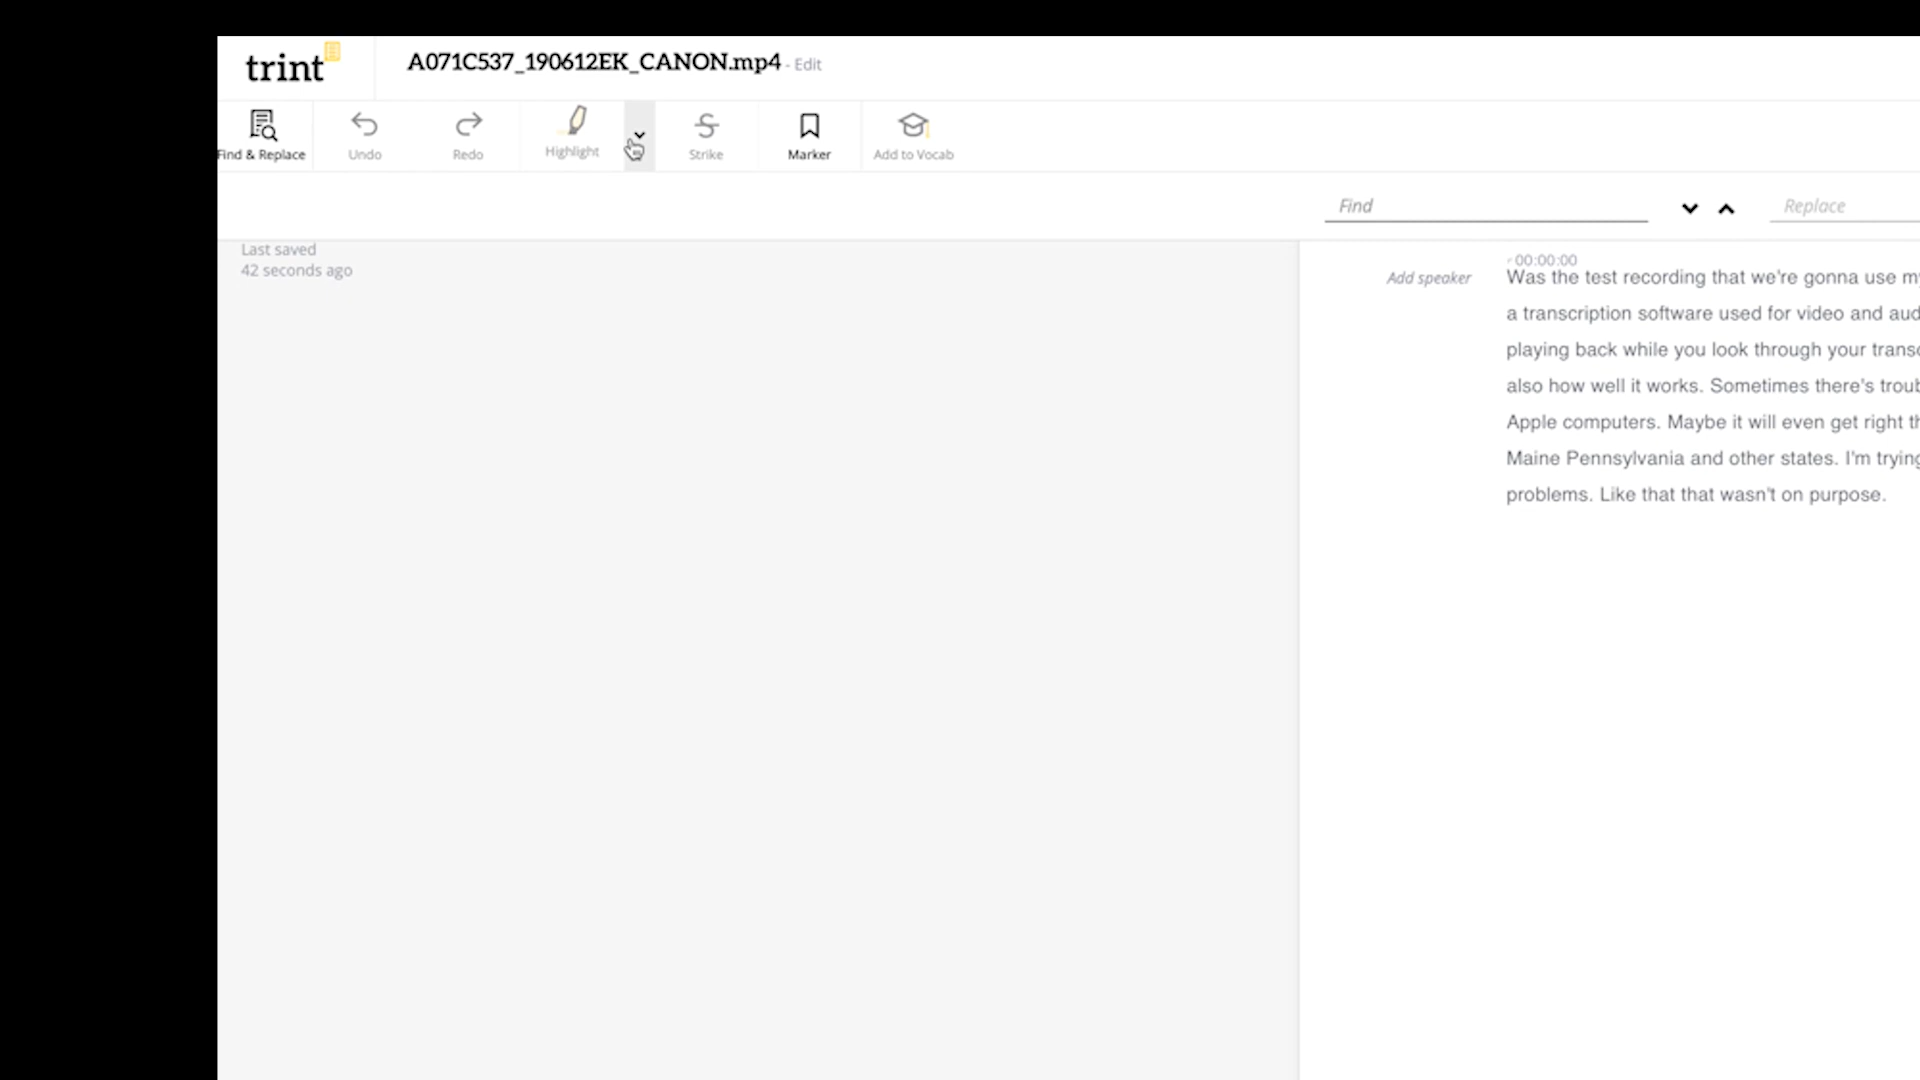 trint
A071C537_190612EK_CANON.mp4 - Edit
Find & Replace
Undo
Redo
Highlight
Strike
Marker
Add to Vocab
Find
Replace
Last saved
42 seconds ago
00:00:00
Add speaker
Was the test recording that we're gonna use
a transcription software used for video and
playing back while you look through your
also how well it works. Sometimes there's
Apple computers. Maybe it will even get right
Maine Pennsylvania and other states. I'm
problems. Like that that wasn't on purpose.